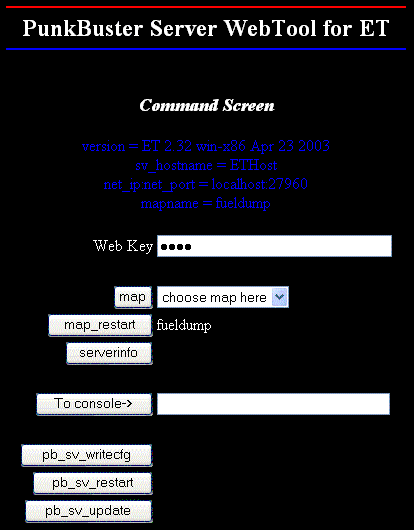 PunkBuster Server WebTool for ET
Command Screen
version = ET 2.32 win-x86 Apr 23 2003
sv_hostname = ETHost
net_ip:net_port = localhost:27960
mapname = fueldump
Web Key ●●●●
map choose map here
map_restart fueldump
serverinfo
To console->
pb_sv_writecfg
pb_sv_restart
pb_sv_update